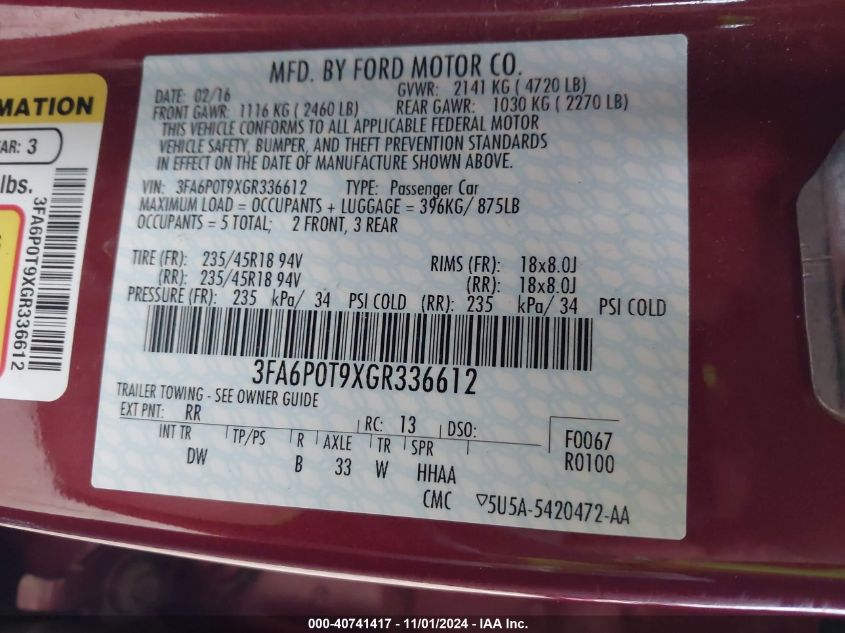 MFD. BY FORD MOTOR CO.
DATE: 02/16 GVWR: 2141 KG ( 4720 LB)
FRONT GAWR: 1116 KG ( 2460 LB) REAR GAWR: 1030 KG ( 2270 LB)
THIS VEHICLE CONFORMS TO ALL APPLICABLE FEDERAL MOTOR
VEHICLE SAFETY, BUMPER, AND THEFT PREVENTION STANDARDS
IN EFFECT ON THE DATE OF MANUFACTURE SHOWN ABOVE.
VIN: 3FA6P0T9XGR336612 TYPE: Passenger Car
MAXIMUM LOAD = OCCUPANTS + LUGGAGE = 396KG/ 875LB
OCCUPANTS = 5 TOTAL; 2 FRONT, 3 REAR
TIRE (FR): 235/45R18 94V RIMS (FR): 18x8.0J
(RR): 235/45R18 94V (RR): 18x8.0J
PRESSURE (FR): 235 kPa/ 34 PSI COLD (RR): 235 kPa/ 34 PSI COLD
3FA6P0T9XGR336612
TRAILER TOWING - SEE OWNER GUIDE
EXT PNT: RR RC: 13 DSO:
INT TR TP/PS R AXLE TR SPR
DW B 33 W HHAA
F0067
R0100
CMC ▽5U5A-5420472-AA
MATION
AR: 3
lbs.
3FA6P0T9XGR336612
000-40741417 - 11/01/2024 - IAA Inc.